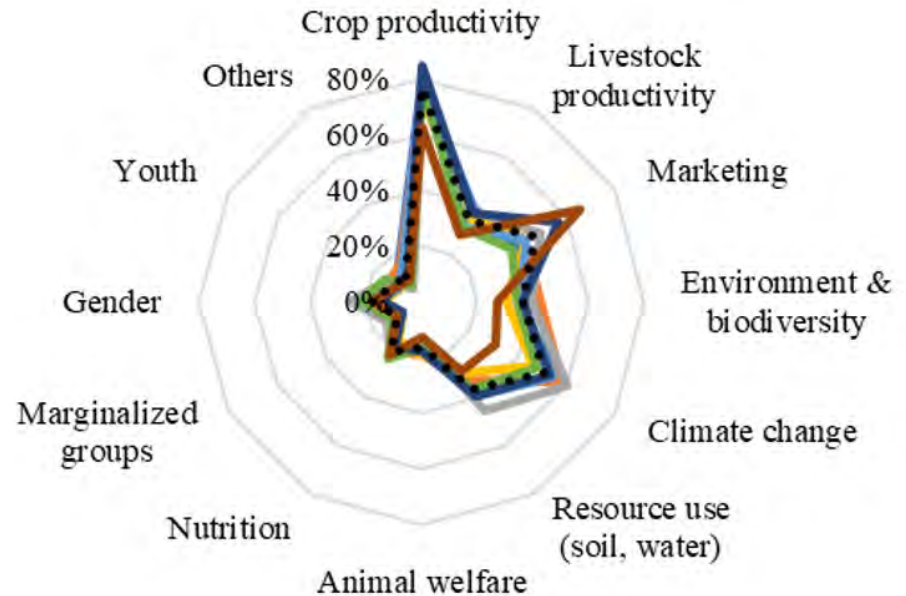 Crop productivity
Livestock
productivity
Others
80%
60%
Youth
Marketing
40%
20%
Gender
0%
Environment &
biodiversity
Marginalized
groups
Climate change
Nutrition
Resource use
(soil, water)
Animal welfare